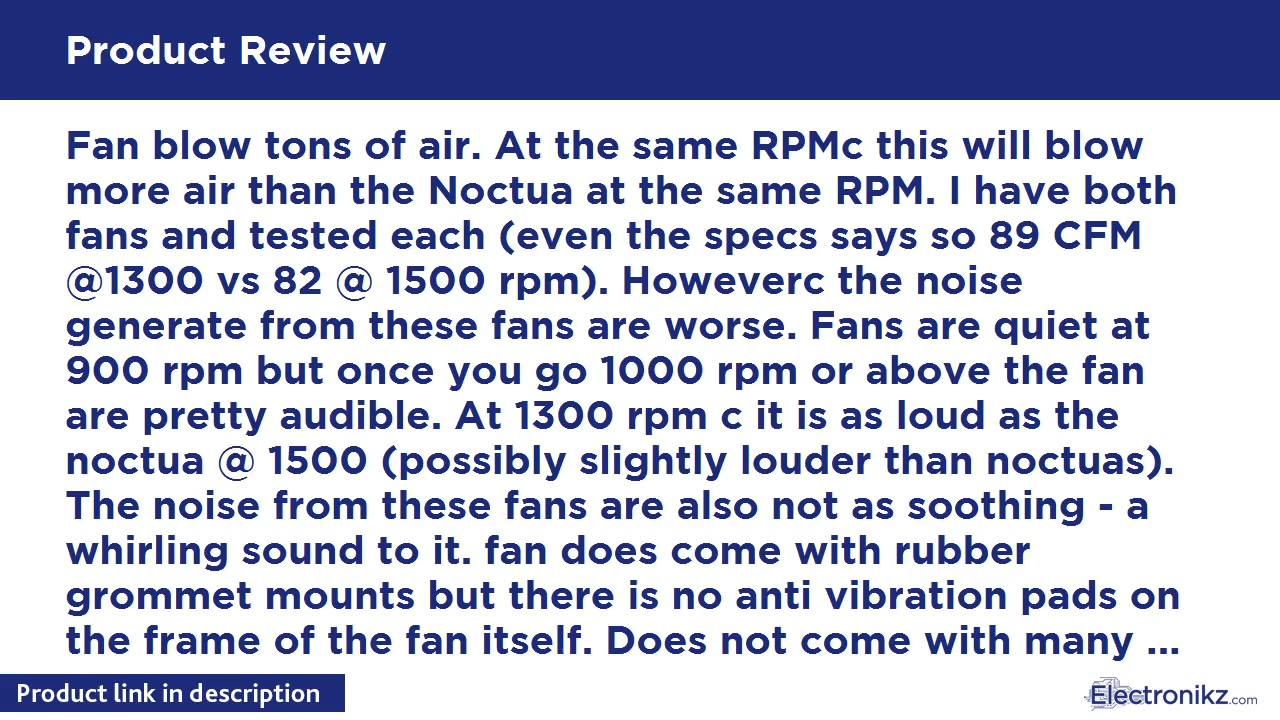 Product Review
Fan blow tons of air. At the same RPMc this will blow
more air than the Noctua at the same RPM. I have both
fans and tested each (even the specs says so 89 CFM
@1300 vs 82 @ 1500 rpm). Howeverc the noise
generate from these fans are worse. Fans are quiet at
900 rpm but once you go 1000 rpm or above the fan
are pretty audible. At 1300 rpm c it is as loud as the
noctua @ 1500 (possibly slightly louder than noctuas).
The noise from these fans are also not as soothing - a
whirling sound to it. fan does come with rubber
grommet mounts but there is no anti vibration pads on
the frame of the fan itself. Does not come with many ...
Product link in description
Electronikz.com